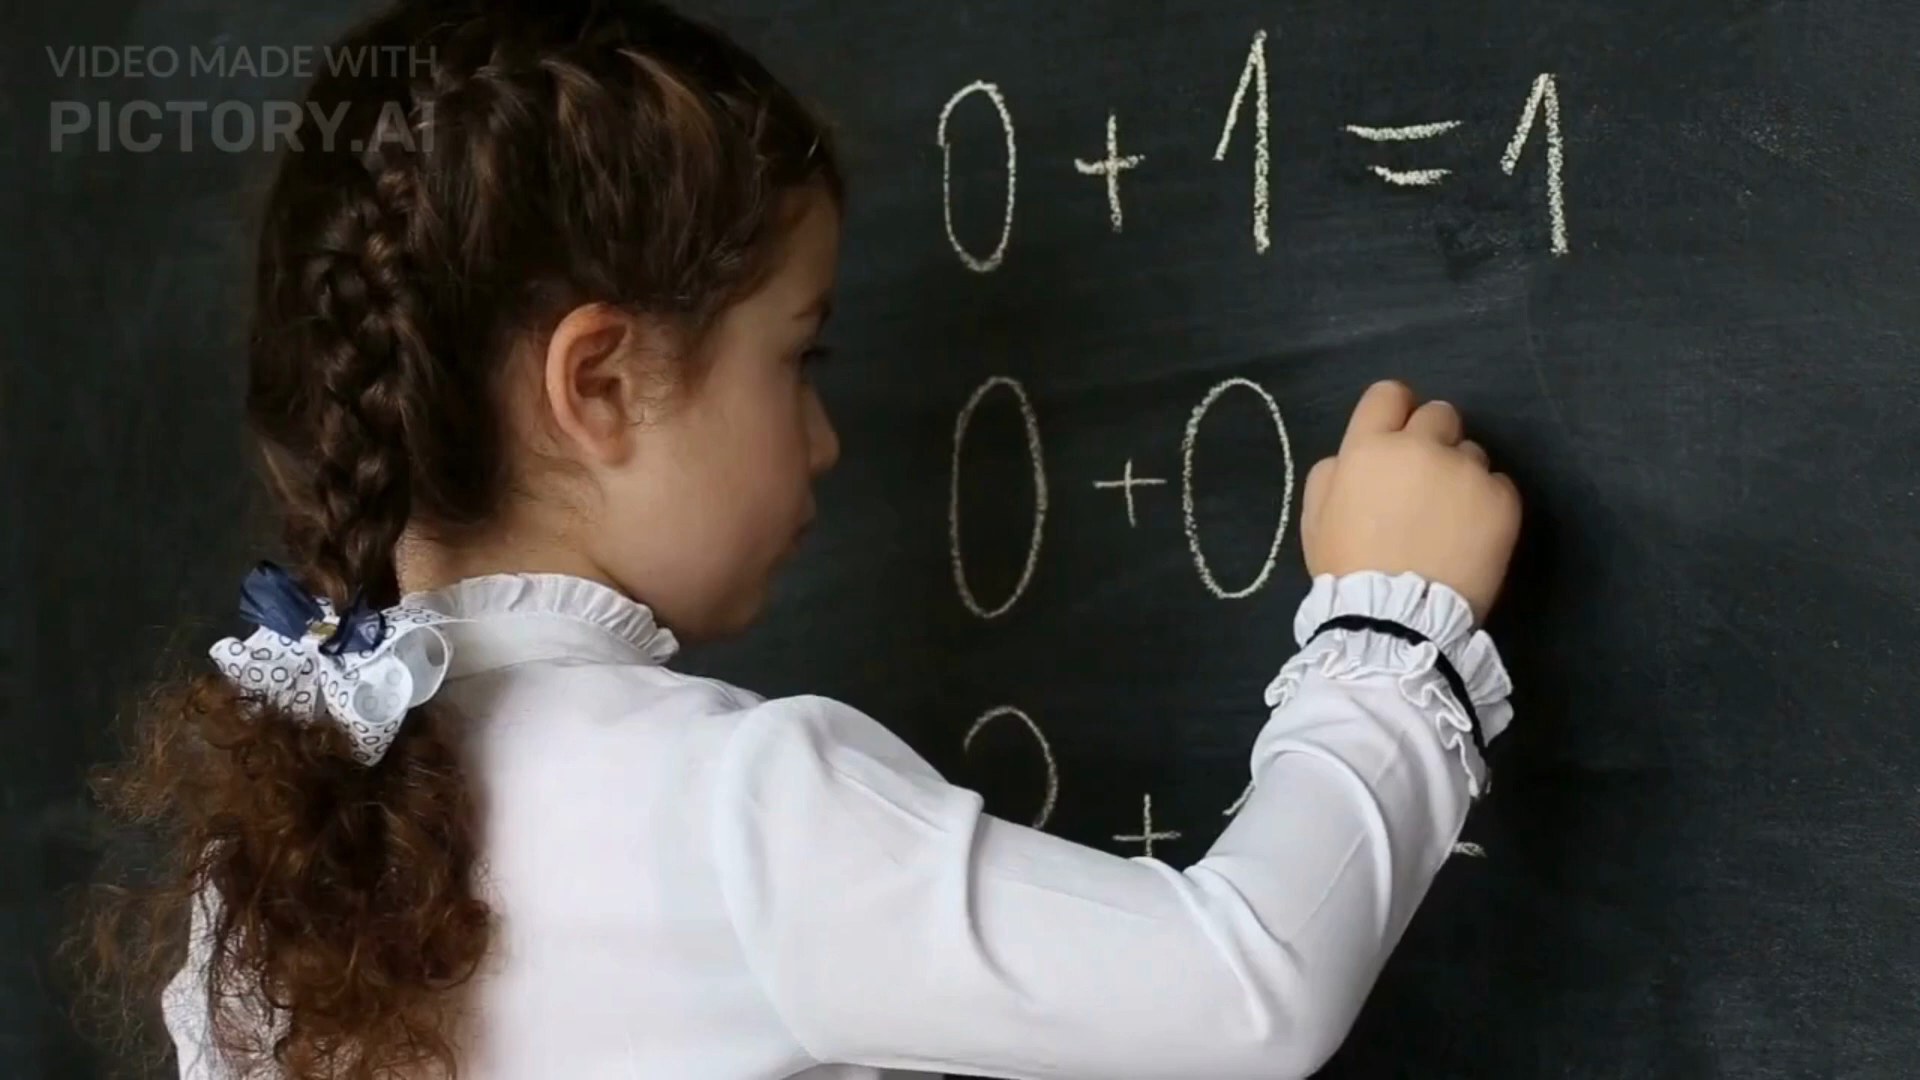 VIDEO MADE WITH
PICTORY.AI
0 + 1 = 1
0 + 0
+